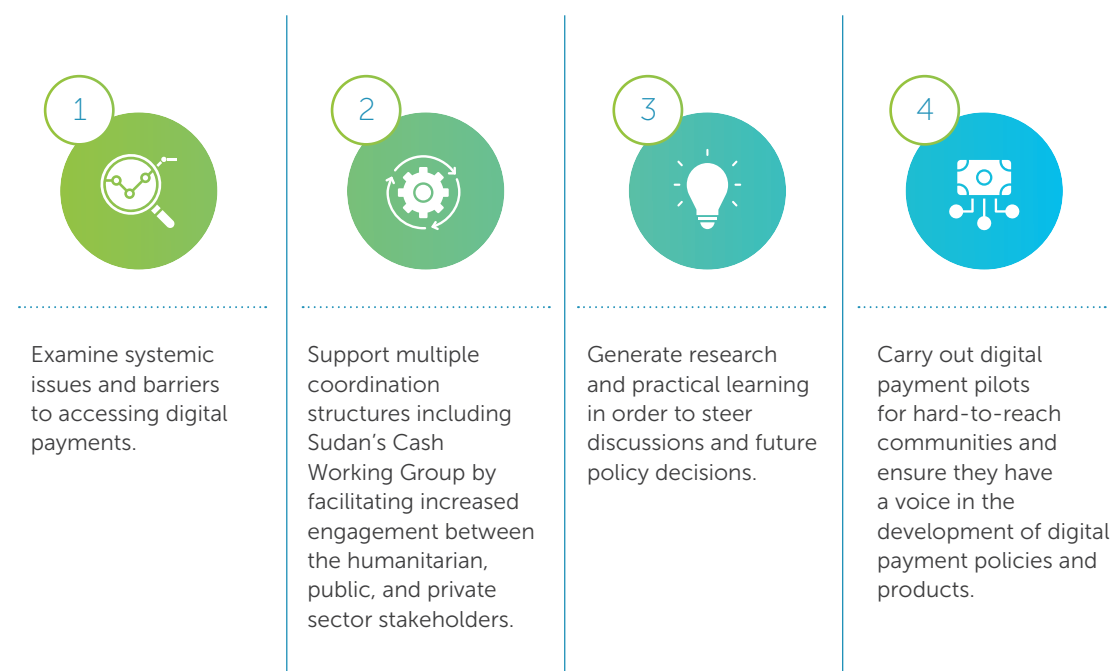 1
Examine systemic
issues and barriers
to accessing digital
payments.
2
Support multiple
coordination
structures including
Sudan’s Cash
Working Group by
facilitating increased
engagement between
the humanitarian,
public, and private
sector stakeholders.
3
Generate research
and practical learning
in order to steer
discussions and future
policy decisions.
4
Carry out digital
payment pilots
for hard-to-reach
communities and
ensure they have
a voice in the
development of digital
payment policies and
products.